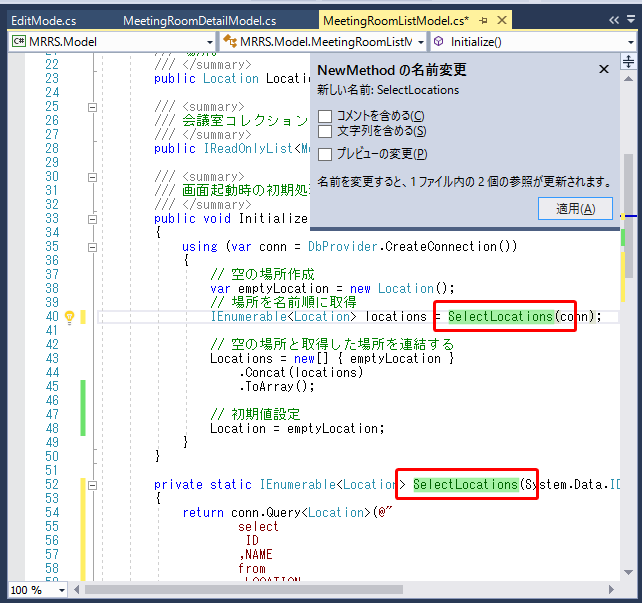 EditMode.cs MeetingRoomDetailModel.cs MeetingRoomListModel.cs*
MRRS.Model MRRS.Model.MeetingRoomListM Initialize()
NewMethod の名前変更
新しい名前: SelectLocations
コメントを含める(C)
文字列を含める(S)
プレビューの変更(P)
名前を変更すると、1 ファイル内の 2 個の参照が更新されます。
適用(A)
22 /// </summary>
23 public Location Locatio
24
25 /// <summary>
26 /// 会議室コレクション
27 /// </summary>
28 public IReadOnlyList<Me
29
30 /// <summary>
31 /// 画面起動時の初期処
32 /// </summary>
33 public void Initialize
34 {
35 using (var conn = DbProvider.CreateConnection())
36 {
37 // 空の場所作成
38 var emptyLocation = new Location();
39 // 場所を名前順に取得
40 IEnumerable<Location> locations = SelectLocations(conn);
41
42 // 空の場所と取得した場所を連結する
43 Locations = new[] { emptyLocation }
44 .Concat(locations)
45 .ToArray();
46
47 // 初期値設定
48 Location = emptyLocation;
49 }
50 }
51
52 private static IEnumerable<Location> SelectLocations(System.Data.ID
53 {
54 return conn.Query<Location>(@"
55 select
56 ID
57 ,NAME
58 from
LOCATION
100 %